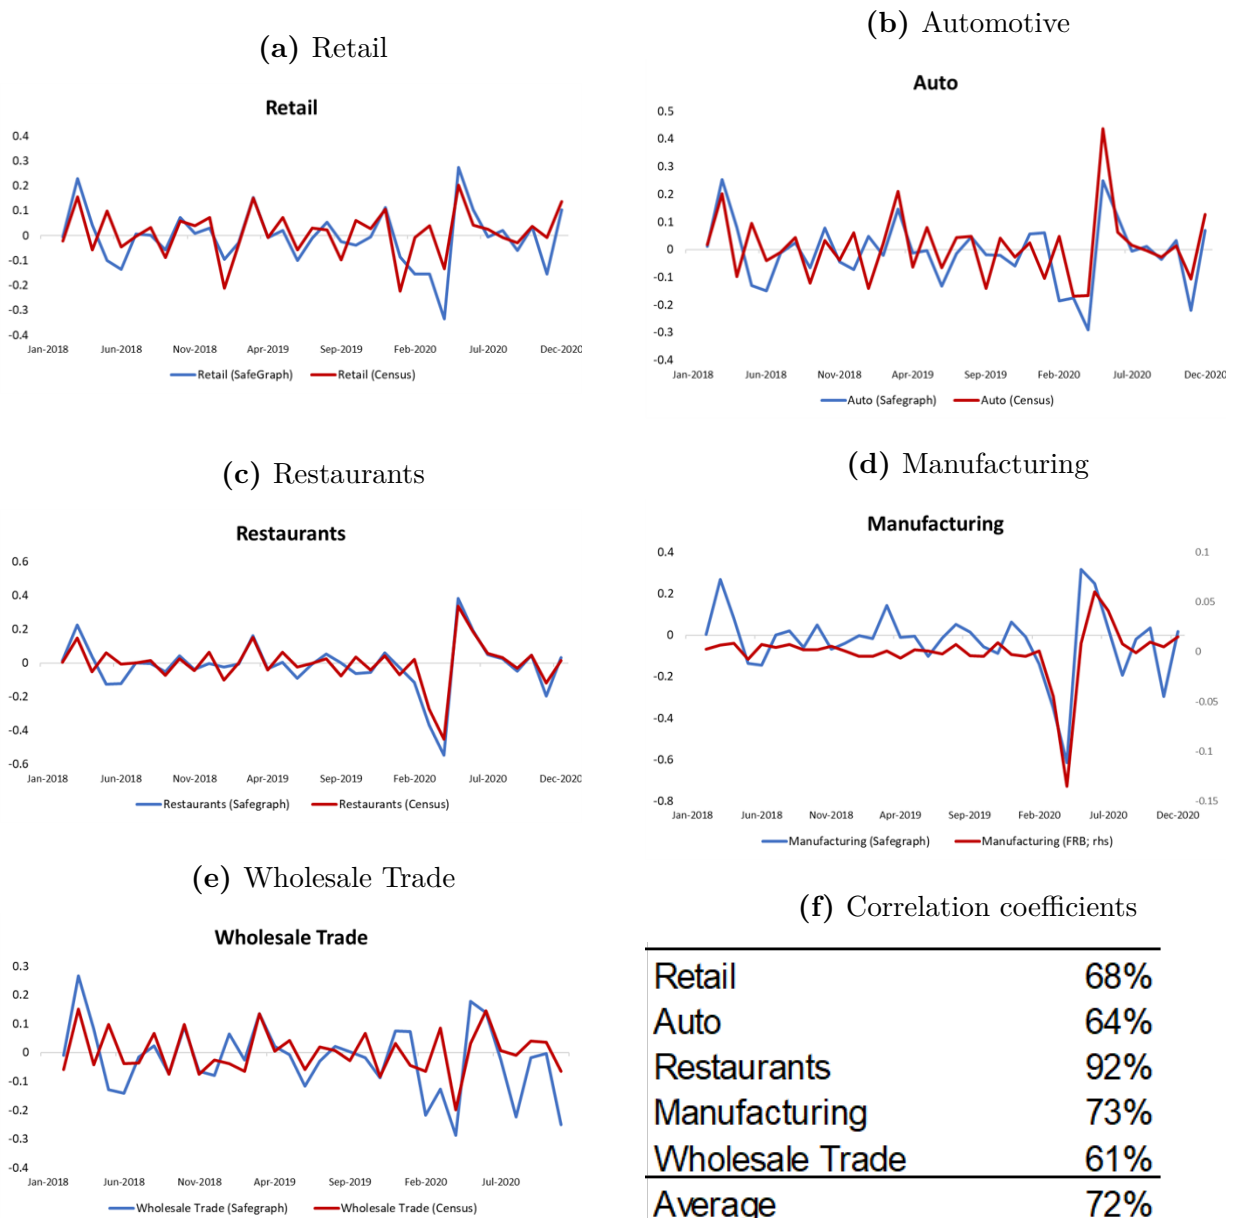 (a) Retail
Retail
0.4
0.3
0.2
0.1
0
-0.1
-0.2
-0.3
-0.4
Jan-2018 Jun-2018 Nov-2018 Apr-2019 Sep-2019 Feb-2020 Jul-2020 Dec-2020
Retail (SafeGraph) Retail (Census)
(b) Automotive
Auto
0.5
0.4
0.3
0.2
0.1
0
-0.1
-0.2
-0.3
-0.4
Jan-2018 Jun-2018 Nov-2018 Apr-2019 Sep-2019 Feb-2020 Jul-2020 Dec-2020
Auto (Safegraph) Auto (Census)
(c) Restaurants
Restaurants
0.6
0.4
0.2
0
-0.2
-0.4
-0.6
Jan-2018 Jun-2018 Nov-2018 Apr-2019 Sep-2019 Feb-2020 Jul-2020 Dec-2020
Restaurants (Safegraph) Restaurants (Census)
(d) Manufacturing
Manufacturing
0.4
0.2
0
-0.2
-0.4
-0.6
-0.8
0.1
0.05
0
-0.05
-0.1
-0.15
Jan-2018 Jun-2018 Nov-2018 Apr-2019 Sep-2019 Feb-2020 Jul-2020 Dec-2020
Manufacturing (Safegraph) Manufacturing (FRB; rhs)
(e) Wholesale Trade
Wholesale Trade
0.3
0.2
0.1
0
-0.1
-0.2
-0.3
-0.4
Jan-2018 Jun-2018 Nov-2018 Apr-2019 Sep-2019 Feb-2020 Jul-2020
Wholesale Trade (Safegraph) Wholesale Trade (Census)
(f) Correlation coefficients
Retail 68%
Auto 64%
Restaurants 92%
Manufacturing 73%
Wholesale Trade 61%
Average 72%